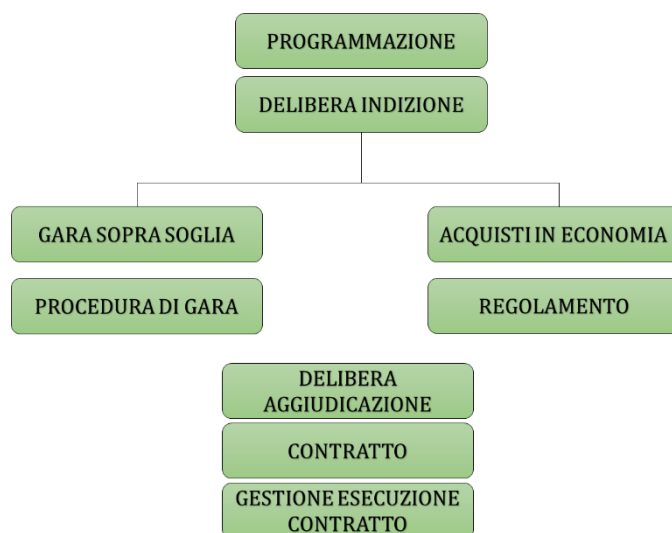 PROGRAMMAZIONE
DELIBERA INDIZIONE
GARA SOPRA SOGLIA
ACQUISTI IN ECONOMIA
PROCEDURA DI GARA
REGOLAMENTO
DELIBERA
AGGIUDICAZIONE
CONTRATTO
GESTIONE ESECUZIONE
CONTRATTO